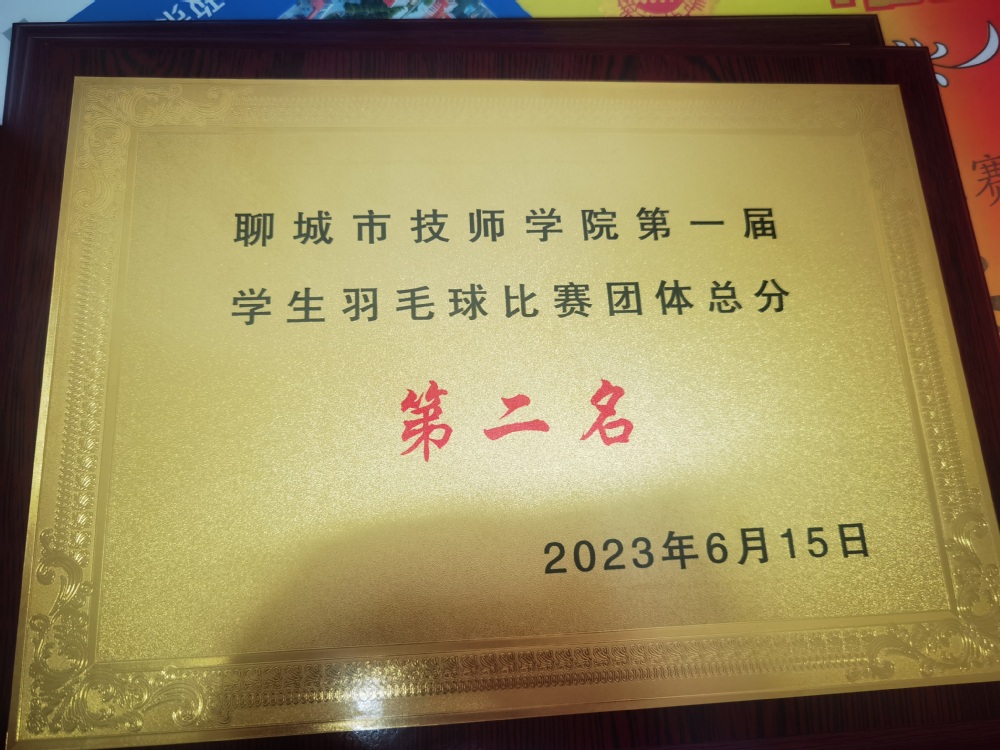 聊城市技师学院第一届
学生羽毛球比赛团体总分
第二名
2023年6月15日
赛